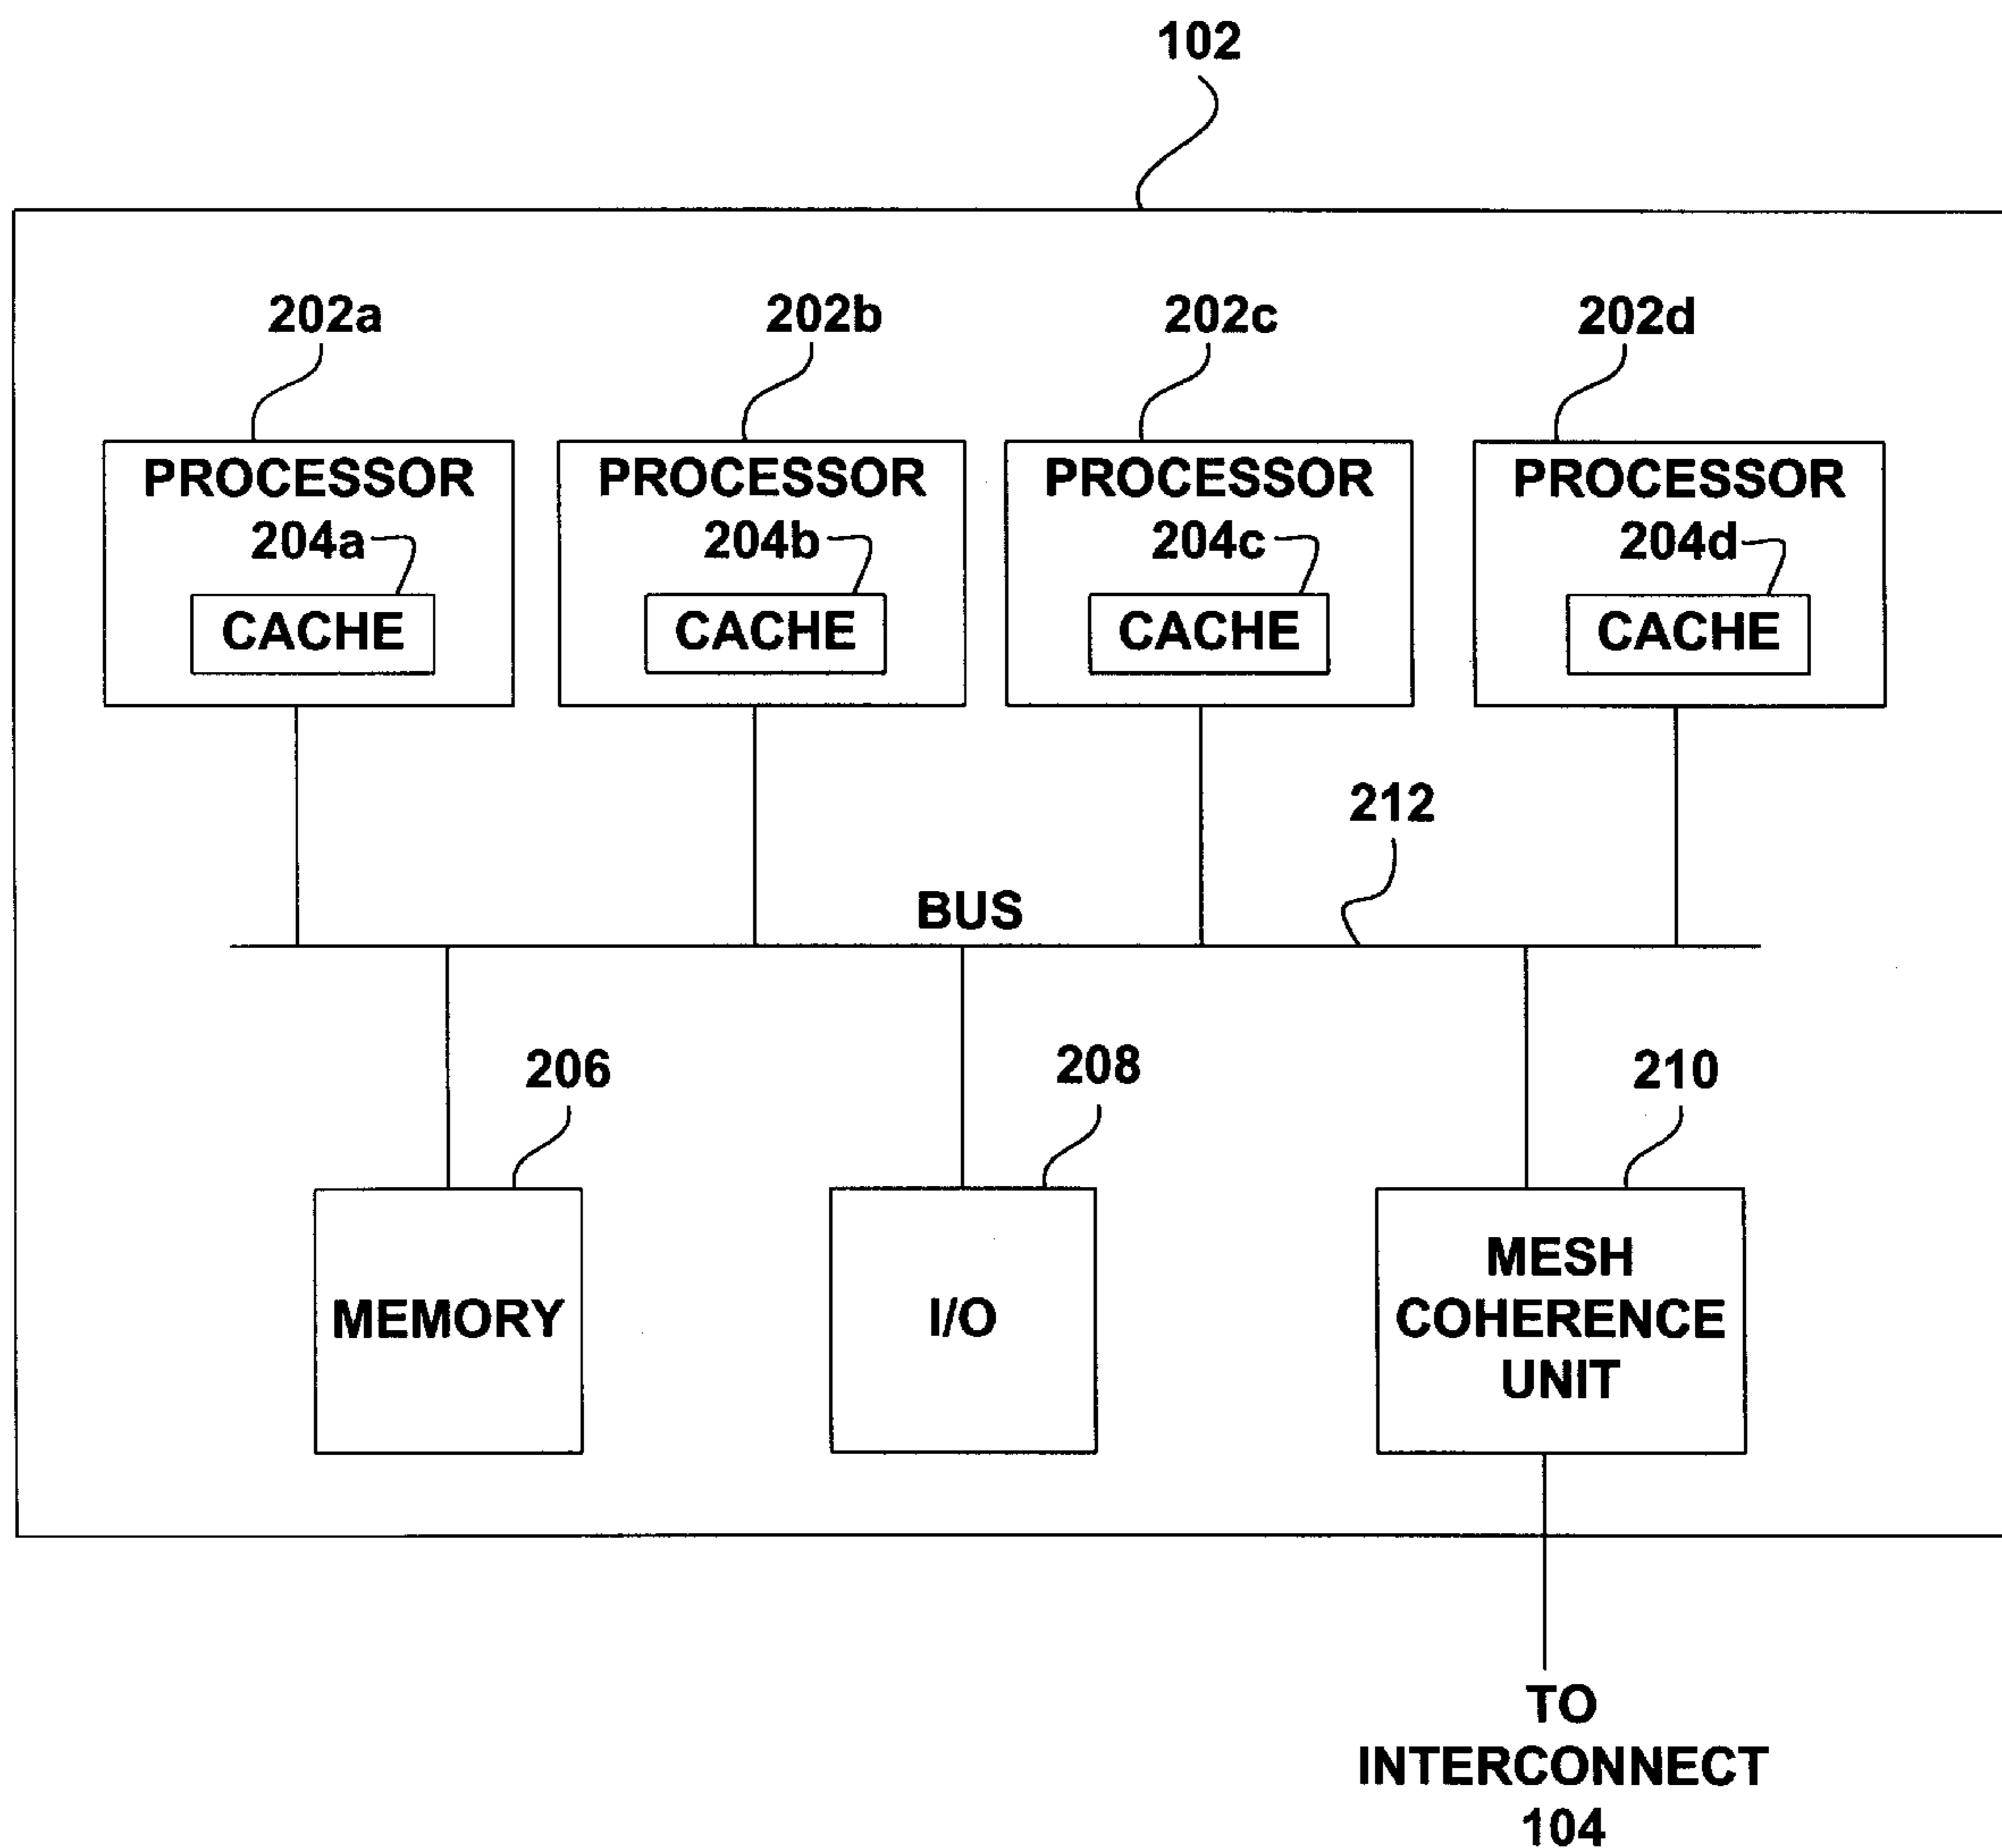 102
202a
202b
202c
202d
PROCESSOR
PROCESSOR
PROCESSOR
PROCESSOR
204a
204b
204c
204d
CACHE
CACHE
CACHE
CACHE
212
BUS
206
208
210
MEMORY
I/O
MESH
COHERENCE
UNIT
TO
INTERCONNECT
104